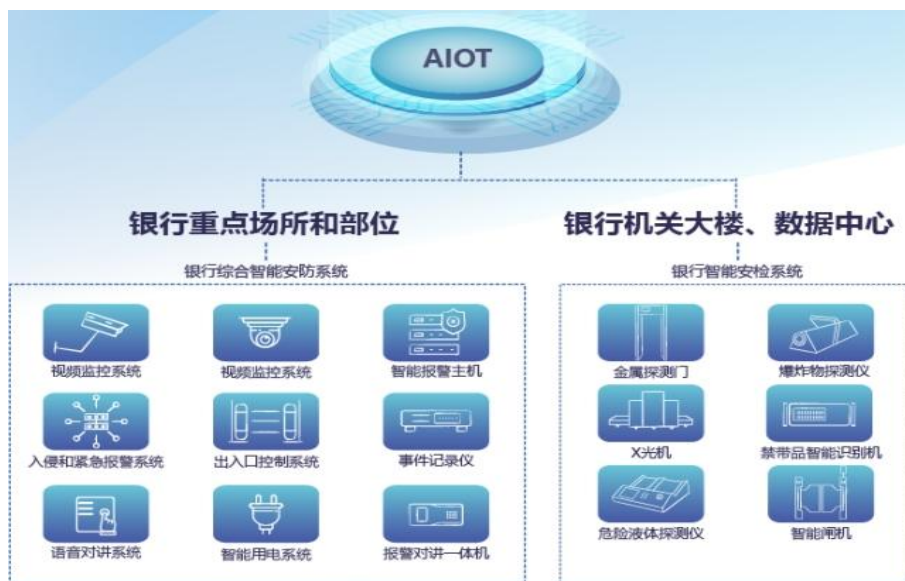 AIOT
银行重点场所和部位
银行机关大楼、数据中心
银行综合智能安防系统
银行智能安检系统
视频监控系统
视频监控系统
智能报警主机
金属探测门
爆炸物探测仪
入侵和紧急报警系统
出入口控制系统
事件记录仪
X光机
禁带品智能识别机
语音对讲系统
智能用电系统
报警对讲一体机
危险液体探测仪
智能闸机